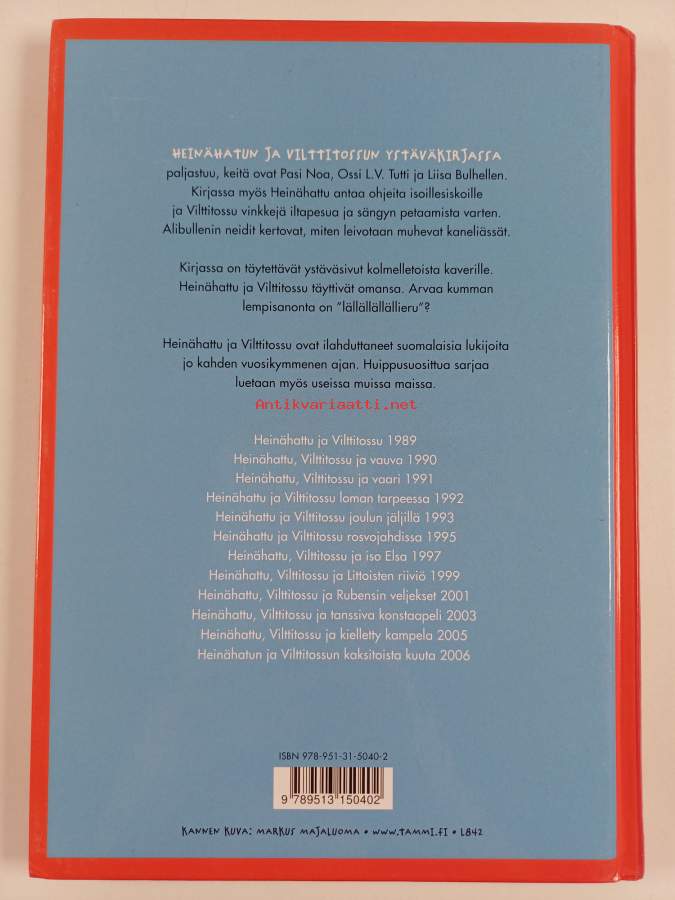 HEINÄHATUN JA VILTTITOSSUN YSTÄVÄKIRJASSA
paljastuu, keitä ovat Pasi Noa, Ossi L.V. Tutti ja Liisa Bulhellen.
Kirjassa myös Heinähattu antaa ohjeita isoillesiskoille
ja Vilttitossu vinkkejä iltapesua ja sängyn petaamista varten.
Alibullenin neidit kertovat, miten leivotaan muhevat kaneliässät.
Kirjassa on täytettävät ystäväsivut kolmelletoista kaverille.
Heinähattu ja Vilttitossu täyttivät omansa. Arvaa kumman
lempisanonta on ”lällällällällieru”?
Heinähattu ja Vilttitossu ovat ilahduttaneet suomalaisia lukijoita
jo kahden vuosikymmenen ajan. Huippusuosittua sarjaa
luetaan myös useissa muissa maissa.
Antikvariaatti.net
Heinähattu ja Vilttitossu 1989
Heinähattu, Vilttitossu ja vauva 1990
Heinähattu, Vilttitossu ja vaari 1991
Heinähattu ja Vilttitossu loman tarpeessa 1992
Heinähattu ja Vilttitossu joulun jäljillä 1993
Heinähattu ja Vilttitossu rosvojahdissa 1995
Heinähattu, Vilttitossu ja iso Elsa 1997
Heinähattu, Vilttitossu ja Littoisten riiviö 1999
Heinähattu, Vilttitossu ja Rubensin veljekset 2001
Heinähattu, Vilttitossu ja tanssiva konstaapeli 2003
Heinähattu, Vilttitossu ja kielletty kampela 2005
Heinähatun ja Vilttitossun kaksitoista kuuta 2006
ISBN 978-951-31-5040-2
9 789513 150402
KANNEN KUVA: MARKUS MAJALUOMA • WWW.TAMMI.FI • L842